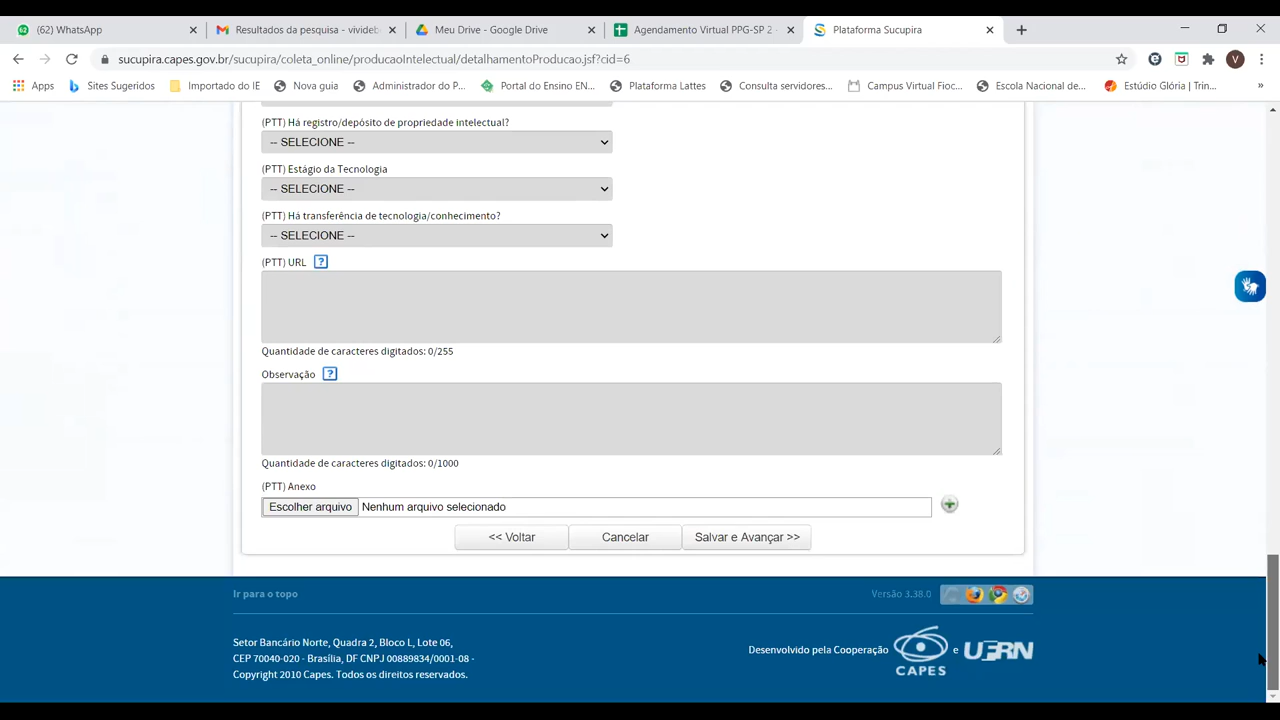 (62) WhatsApp
Resultados da pesquisa - vivideb
Meu Drive - Google Drive
Agendamento Virtual PPG-SP 2 -
Plataforma Sucupira
sucupira.capes.gov.br/sucupira/coleta_online/producaoIntelectual/detalhamentoProducao.jsf?cid=6
V
Apps
Sites Sugeridos
Importado do IE
Nova guia
Administrador do P...
Portal do Ensino EN...
Plataforma Lattes
Consulta servidores...
Campus Virtual Fioc...
Escola Nacional de...
Estúdio Glória | Trin...
»
(PTT) Há registro/depósito de propriedade intelectual?
-- SELECIONE --
(PTT) Estágio da Tecnologia
-- SELECIONE --
(PTT) Há transferência de tecnologia/conhecimento?
-- SELECIONE --
(PTT) URL ?
Quantidade de caracteres digitados: 0/255
Observação ?
Quantidade de caracteres digitados: 0/1000
(PTT) Anexo
Escolher arquivo Nenhum arquivo selecionado
<< Voltar
Cancelar
Salvar e Avançar >>
Ir para o topo
Versão 3.38.0
Setor Bancário Norte, Quadra 2, Bloco L, Lote 06,
CEP 70040-020 - Brasília, DF CNPJ 00889834/0001-08 -
Copyright 2010 Capes. Todos os direitos reservados.
Desenvolvido pela Cooperação
CAPES
e
UFRN